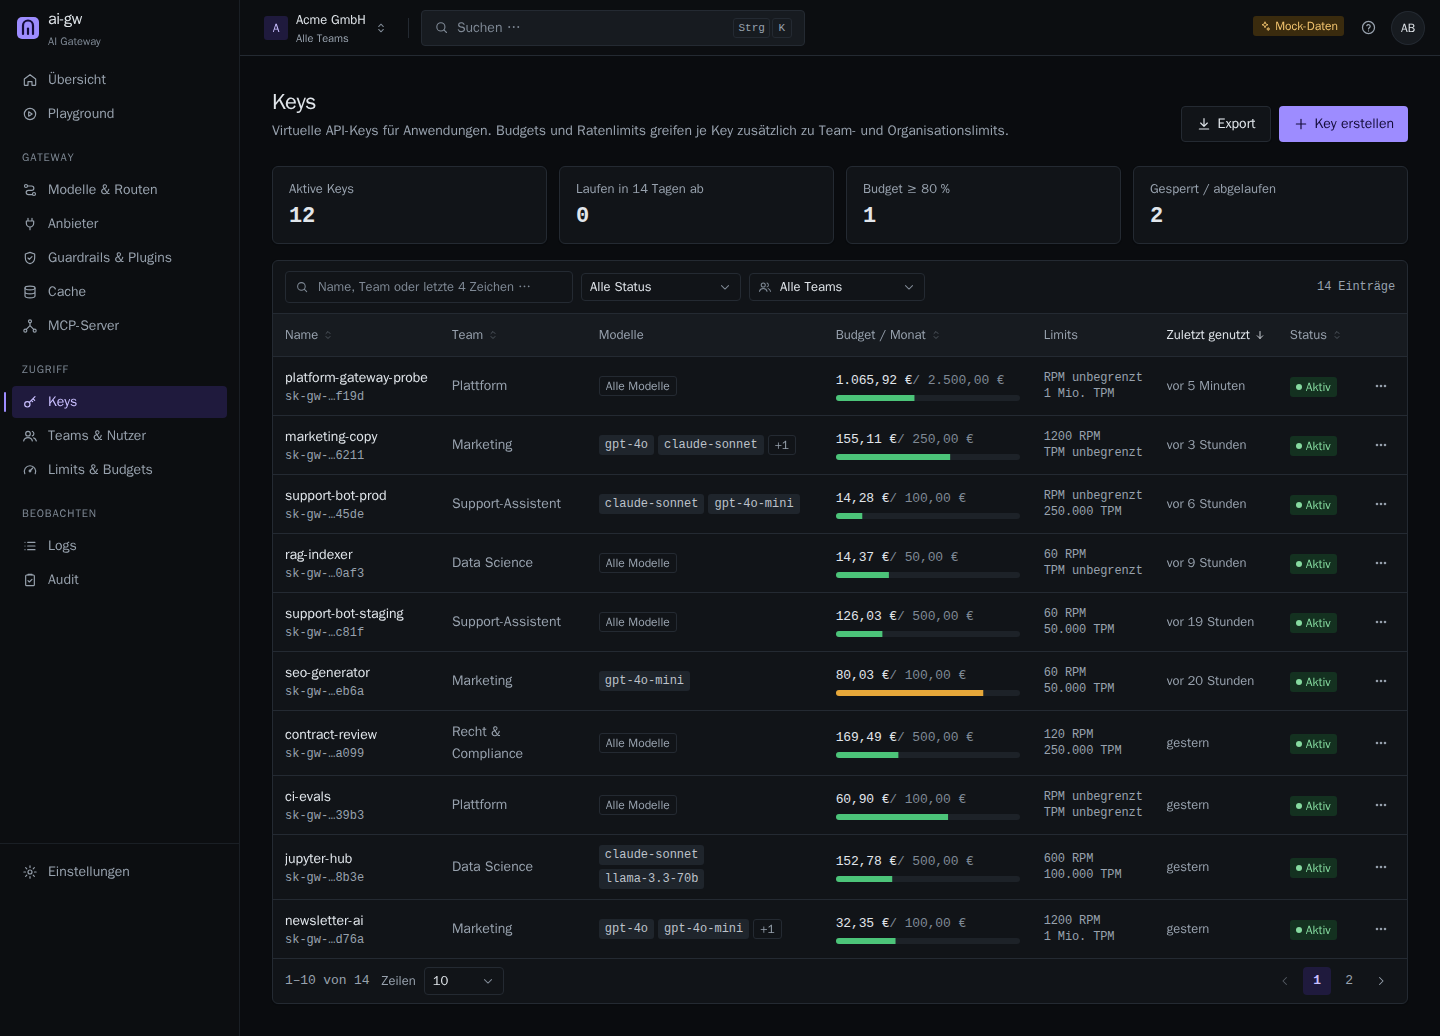 ai-gw
AI Gateway
Übersicht
Playground
GATEWAY
Modelle & Routen
Anbieter
Guardrails & Plugins
Cache
MCP-Server
ZUGRIFF
Keys
Teams & Nutzer
Limits & Budgets
BEOBACHTEN
Logs
Audit
Einstellungen
A
Acme GmbH
Alle Teams
Suchen ⋯
Strg K
Mock-Daten
AB
Keys
Virtuelle API-Keys für Anwendungen. Budgets und Ratenlimits greifen je Key zusätzlich zu Team- und Organisationslimits.
Export
Key erstellen
Aktive Keys
12
Laufen in 14 Tagen ab
0
Budget ≥ 80 %
1
Gesperrt / abgelaufen
2
Name, Team oder letzte 4 Zeichen ⋯
Alle Status
Alle Teams
14 Einträge
Name Team Modelle Budget / Monat Limits Zuletzt genutzt Status
platform-gateway-probe
sk-gw-…f19d
Plattform
Alle Modelle
1.065,92 €/ 2.500,00 €
RPM unbegrenzt
1 Mio. TPM
vor 5 Minuten
Aktiv
marketing-copy
sk-gw-…6211
Marketing
gpt-4o claude-sonnet +1
155,11 €/ 250,00 €
1200 RPM
TPM unbegrenzt
vor 3 Stunden
Aktiv
support-bot-prod
sk-gw-…45de
Support-Assistent
claude-sonnet gpt-4o-mini
14,28 €/ 100,00 €
RPM unbegrenzt
250.000 TPM
vor 6 Stunden
Aktiv
rag-indexer
sk-gw-…0af3
Data Science
Alle Modelle
14,37 €/ 50,00 €
60 RPM
TPM unbegrenzt
vor 9 Stunden
Aktiv
support-bot-staging
sk-gw-…c81f
Support-Assistent
Alle Modelle
126,03 €/ 500,00 €
60 RPM
50.000 TPM
vor 19 Stunden
Aktiv
seo-generator
sk-gw-…eb6a
Marketing
gpt-4o-mini
80,03 €/ 100,00 €
60 RPM
50.000 TPM
vor 20 Stunden
Aktiv
contract-review
sk-gw-…a099
Recht &
Compliance
Alle Modelle
169,49 €/ 500,00 €
120 RPM
250.000 TPM
gestern
Aktiv
ci-evals
sk-gw-…39b3
Plattform
Alle Modelle
60,90 €/ 100,00 €
RPM unbegrenzt
TPM unbegrenzt
gestern
Aktiv
jupyter-hub
sk-gw-…8b3e
Data Science
claude-sonnet
llama-3.3-70b
152,78 €/ 500,00 €
600 RPM
100.000 TPM
gestern
Aktiv
newsletter-ai
sk-gw-…d76a
Marketing
gpt-4o gpt-4o-mini +1
32,35 €/ 100,00 €
1200 RPM
1 Mio. TPM
gestern
Aktiv
1–10 von 14 Zeilen 10
1 2